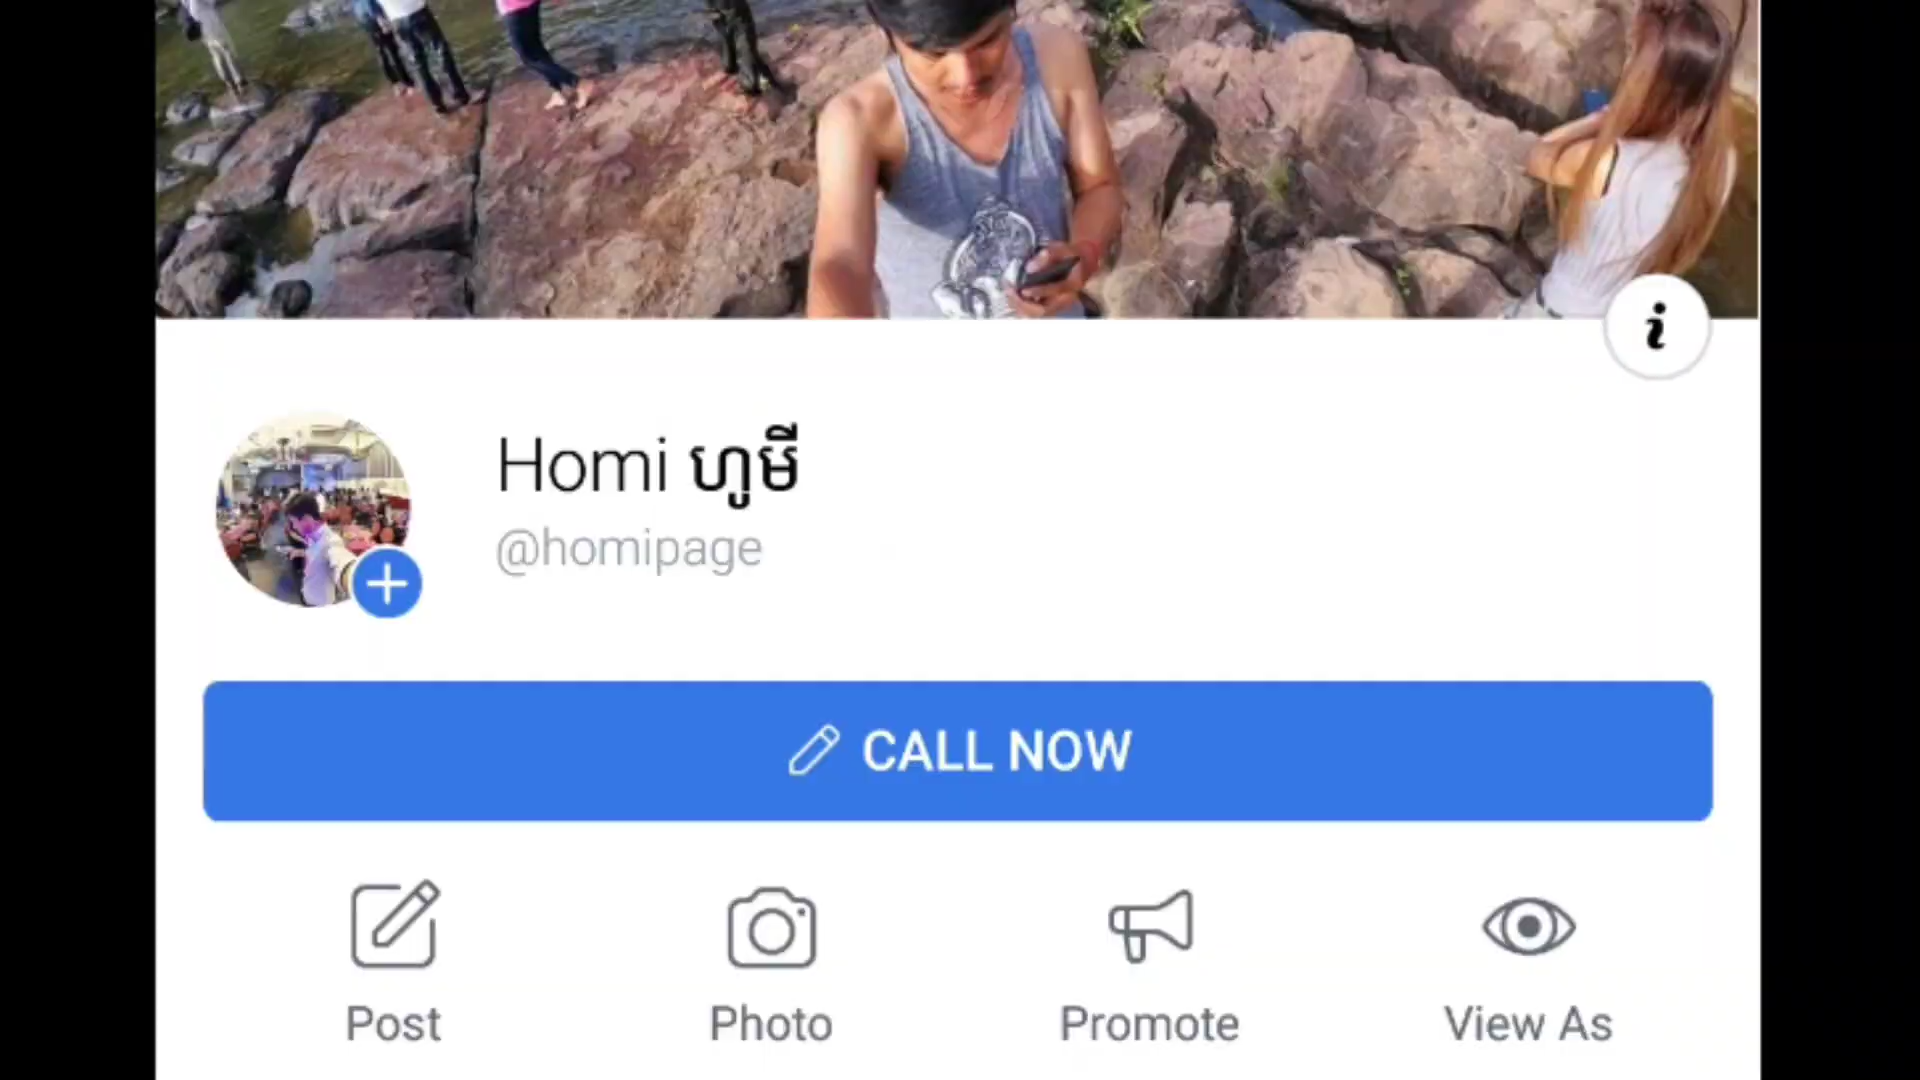 Homi ហូមី
@homipage
CALL NOW
Post
Photo
Promote
View As